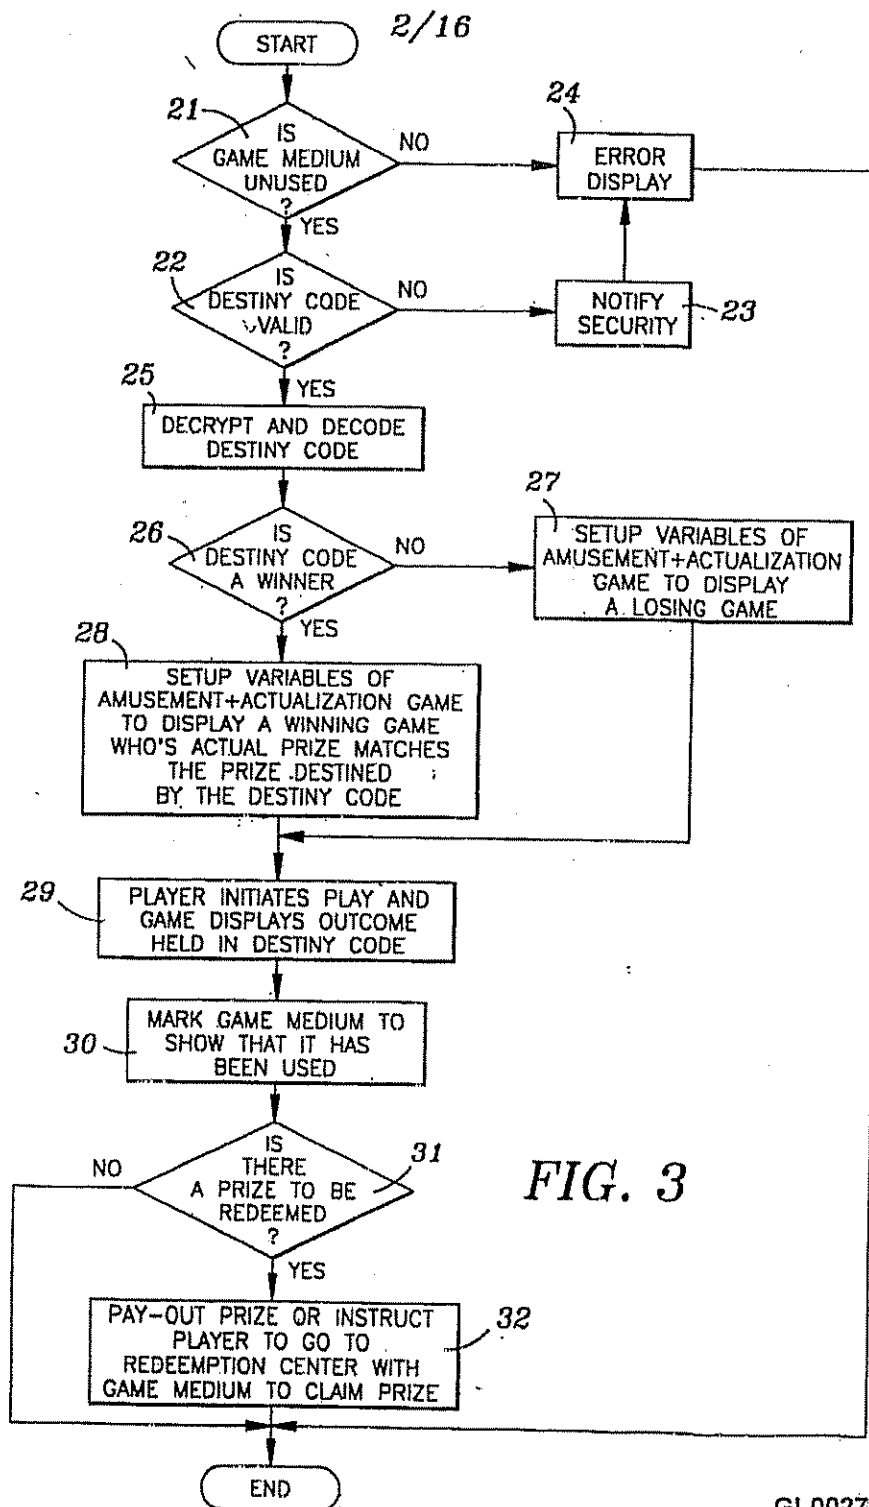 2/16
START
21
IS
GAME MEDIUM
UNUSED
?
NO
YES
24
ERROR
DISPLAY
22
IS
DESTINY CODE
VALID
?
NO
YES
NOTIFY
SECURITY
23
25
DECRYPT AND DECODE
DESTINY CODE
26
IS
DESTINY CODE
A WINNER
?
NO
YES
27
SETUP VARIABLES OF
AMUSEMENT+ACTUALIZATION
GAME TO DISPLAY
A LOSING GAME
28
SETUP VARIABLES OF
AMUSEMENT+ACTUALIZATION GAME
TO DISPLAY A WINNING GAME
WHO'S ACTUAL PRIZE MATCHES
THE PRIZE DESTINED
BY THE DESTINY CODE
29
PLAYER INITIATES PLAY AND
GAME DISPLAYS OUTCOME
HELD IN DESTINY CODE
30
MARK GAME MEDIUM TO
SHOW THAT IT HAS
BEEN USED
31
IS
THERE
A PRIZE TO BE
REDEEMED
?
NO
YES
FIG. 3
32
PAY-OUT PRIZE OR INSTRUCT
PLAYER TO GO TO
REDEMPTION CENTER WITH
GAME MEDIUM TO CLAIM PRIZE
END